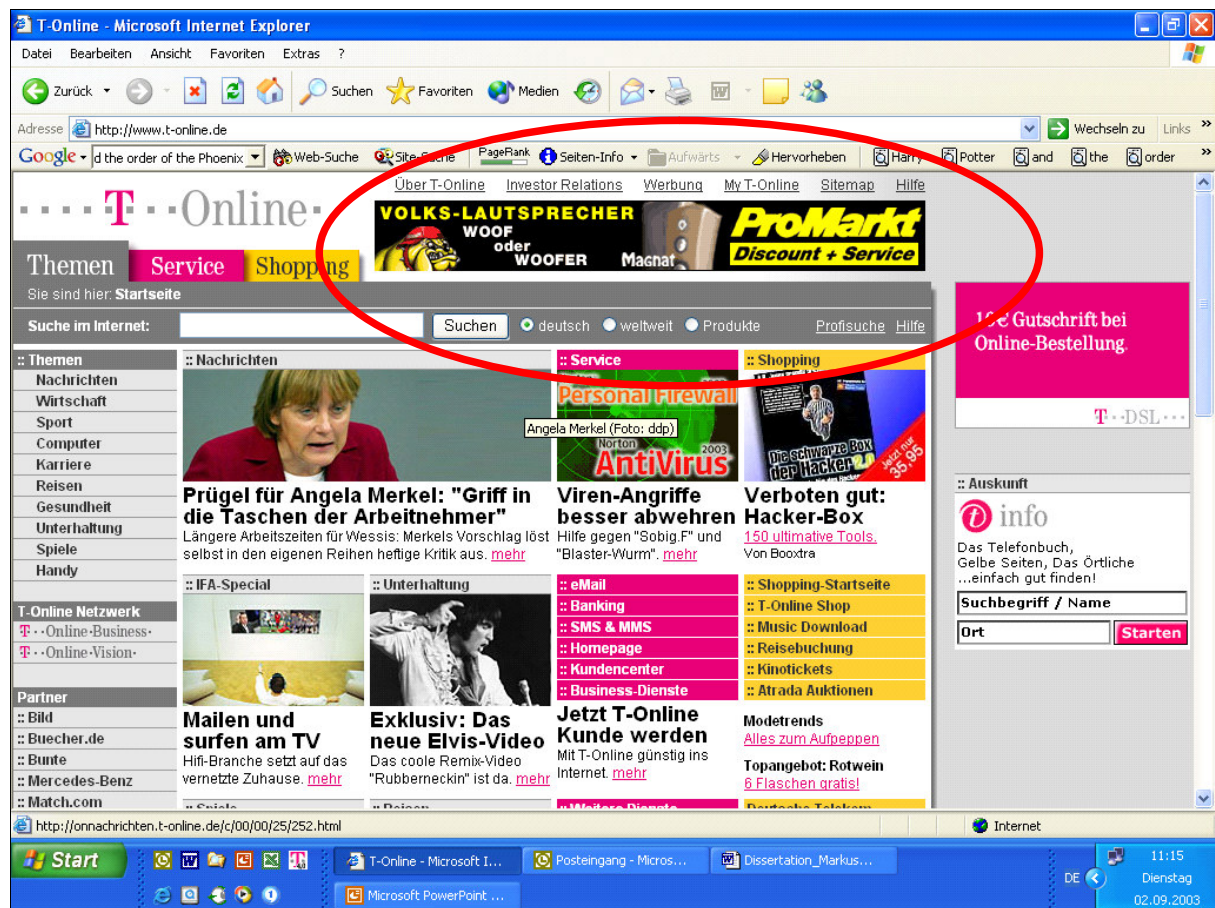 T-Online - Microsoft Internet Explorer
Datei Bearbeiten Ansicht Favoriten Extras ?
Zurück Suchen Favoriten Medien
Adresse http://www.t-online.de Wechseln zu Links »
Google d the order of the Phoenix Web-Suche Site-Suche PageRank Seiten-Info Aufwärts Hervorheben Harry Potter and the order »
Über T-Online Investor Relations Werbung My T-Online Sitemap Hilfe
····T··Online·
VOLKS-LAUTSPRECHER
WOOF
oder
WOOFER
Magnat
ProMarkt
Discount + Service
Themen Service Shopping
Sie sind hier: Startseite
Suche im Internet: Suchen deutsch weltweit Produkte Profisuche Hilfe
10€ Gutschrift bei
Online-Bestellung.
T··DSL···
:: Themen
Nachrichten
Wirtschaft
Sport
Computer
Karriere
Reisen
Gesundheit
Unterhaltung
Spiele
Handy
T-Online Netzwerk
T··Online·Business·
T··Online·Vision·
Partner
:: Bild
:: Buecher.de
:: Bunte
:: Mercedes-Benz
:: Match.com
:: Nachrichten
Angela Merkel (Foto: ddp)
Prügel für Angela Merkel: "Griff in
die Taschen der Arbeitnehmer"
Längere Arbeitszeiten für Wessis: Merkels Vorschlag löst
selbst in den eigenen Reihen heftige Kritik aus. mehr
:: Service
Personal Firewall
Norton
AntiVirus
2003
Viren-Angriffe
besser abwehren
Hilfe gegen "Sobig.F" und
"Blaster-Wurm". mehr
:: Shopping
Die schwarze Box
der Hacker 2.0
Jetzt nur
35,95
Verboten gut:
Hacker-Box
150 ultimative Tools.
Von Booxtra
:: IFA-Special
Mailen und
surfen am TV
Hifi-Branche setzt auf das
vernetzte Zuhause. mehr
:: Unterhaltung
Exklusiv: Das
neue Elvis-Video
Das coole Remix-Video
"Rubberneckin" ist da. mehr
:: eMail
:: Banking
:: SMS & MMS
:: Homepage
:: Kundencenter
:: Business-Dienste
Jetzt T-Online
Kunde werden
Mit T-Online günstig ins
Internet. mehr
:: Shopping-Startseite
:: T-Online Shop
:: Music Download
:: Reisebuchung
:: Kinotickets
:: Atrada Auktionen
Modetrends
Alles zum Aufpeppen
Topangebot: Rotwein
6 Flaschen gratis!
:: Spiele
:: Reisen
:: Weitere Dienste
Deutsche Telekom
:: Auskunft
t info
Das Telefonbuch,
Gelbe Seiten, Das Örtliche
...einfach gut finden!
Suchbegriff / Name
Ort Starten
http://onnachrichten.t-online.de/c/00/00/25/252.html Internet
Start T-Online - Microsoft I... Posteingang - Micros... Dissertation_Markus...
Microsoft PowerPoint ...
DE
11:15
Dienstag
02.09.2003